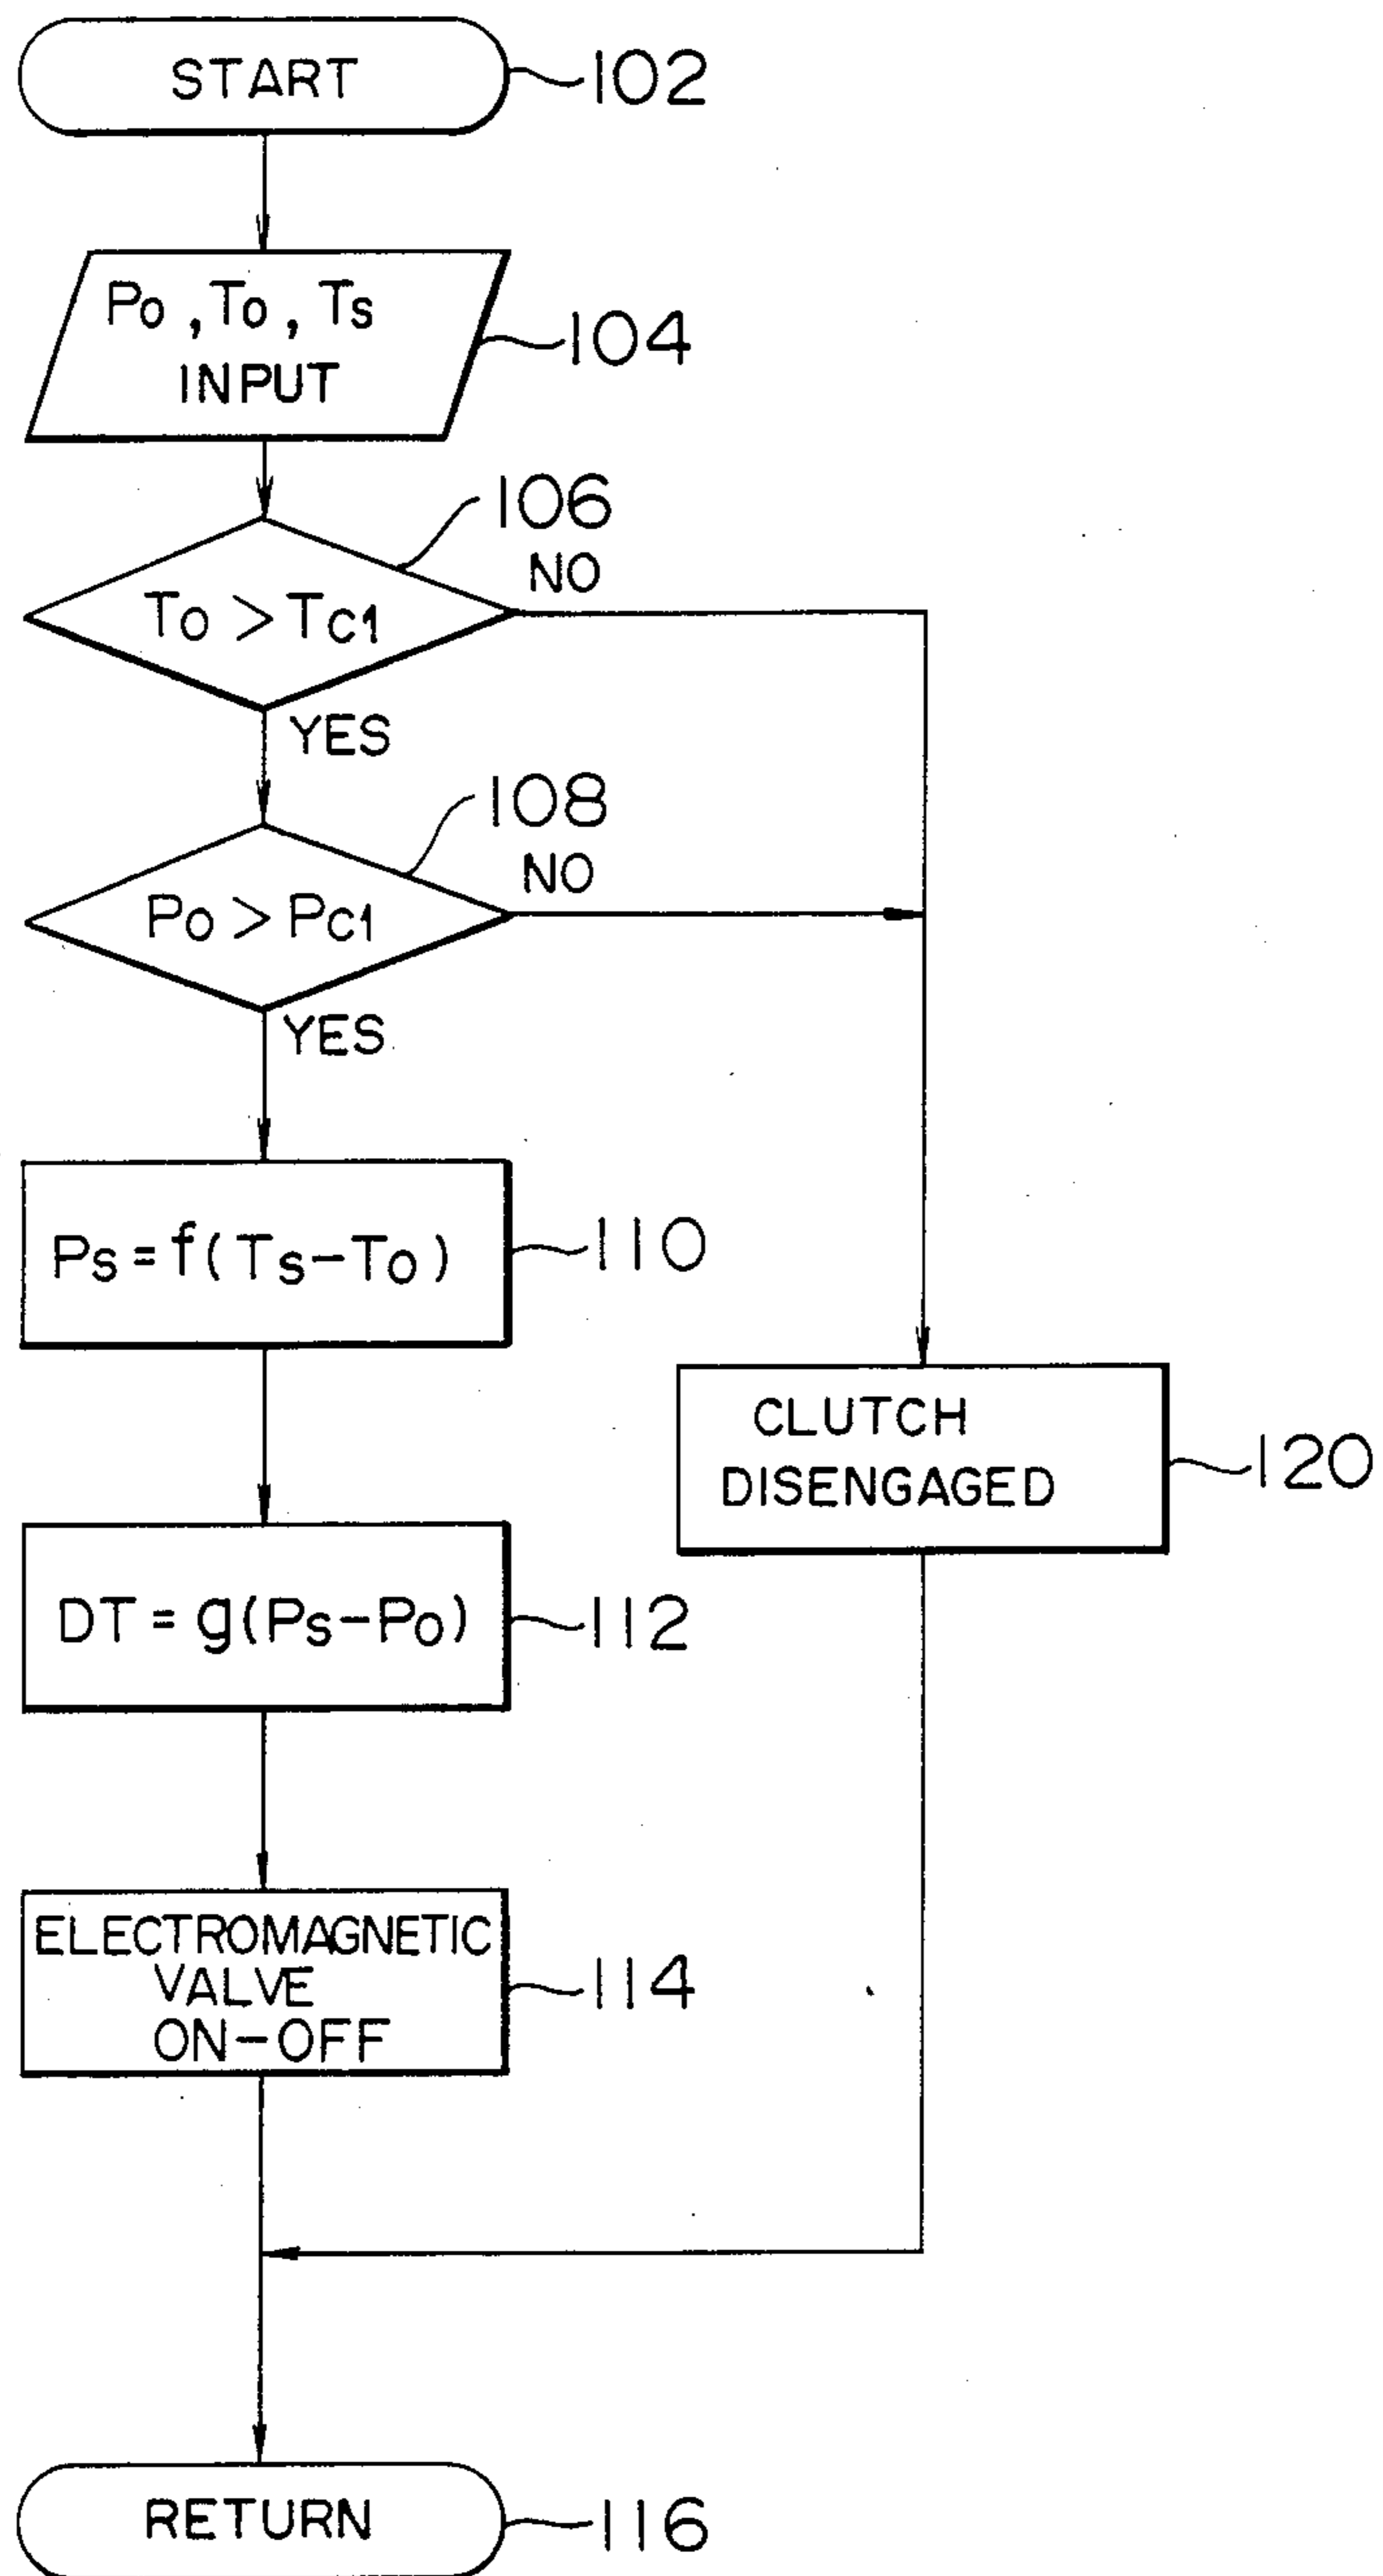 START
102
Po, To, Ts
INPUT
104
106
NO
To > Tc1
YES
108
NO
Po > Pc1
YES
Ps = f(Ts-To)
110
CLUTCH
DISENGAGED
120
DT = g(Ps-Po)
112
ELECTROMAGNETIC
VALVE
ON-OFF
114
RETURN
116